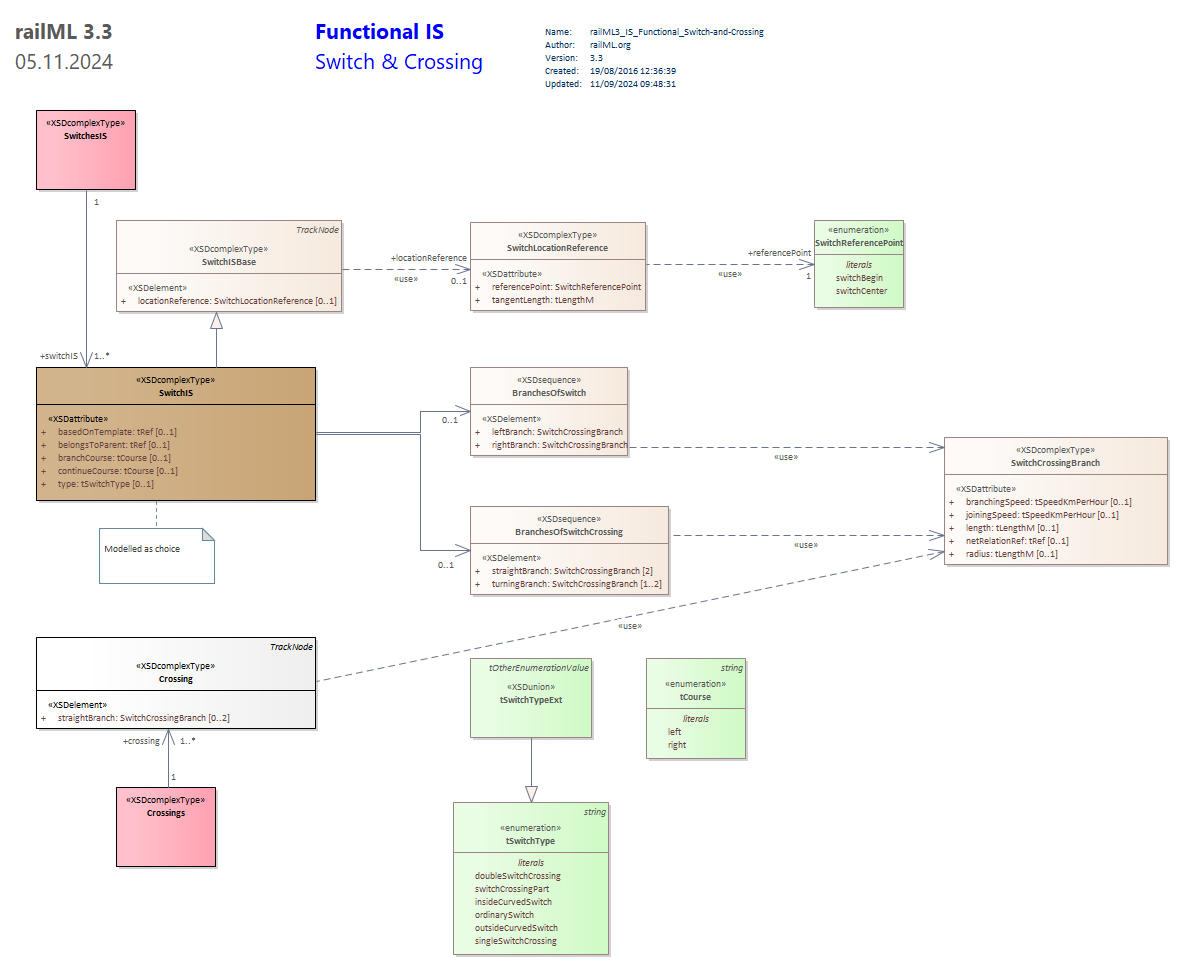 railML 3.3
05.11.2024
Functional IS
Switch & Crossing
Name: railML3_IS_Functional_Switch-and-Crossing
Author: railML.org
Version: 3.3
Created: 19/08/2016 12:36:39
Updated: 11/09/2024 09:48:31
«XSDcomplexType»
SwitchesIS
1
TrackNode
«XSDcomplexType»
SwitchISBase
«XSDelement»
+ locationReference: SwitchLocationReference [0..1]
+locationReference
«use»
0..1
«XSDcomplexType»
SwitchLocationReference
«XSDattribute»
+ referencePoint: SwitchReferencePoint
+ tangentLength: tLengthM
+referencePoint
«use»
1
«enumeration»
SwitchReferencePoint
literals
switchBegin
switchCenter
+switchIS
1..*
«XSDcomplexType»
SwitchIS
«XSDattribute»
+ basedOnTemplate: tRef [0..1]
+ belongsToParent: tRef [0..1]
+ branchCourse: tCourse [0..1]
+ continueCourse: tCourse [0..1]
+ type: tSwitchType [0..1]
Modelled as choice
0..1
«XSDsequence»
BranchesOfSwitch
«XSDelement»
+ leftBranch: SwitchCrossingBranch
+ rightBranch: SwitchCrossingBranch
«use»
0..1
«XSDsequence»
BranchesOfSwitchCrossing
«XSDelement»
+ straightBranch: SwitchCrossingBranch [2]
+ turningBranch: SwitchCrossingBranch [1..2]
«use»
«XSDcomplexType»
SwitchCrossingBranch
«XSDattribute»
+ branchingSpeed: tSpeedKmPerHour [0..1]
+ joiningSpeed: tSpeedKmPerHour [0..1]
+ length: tLengthM [0..1]
+ netRelationRef: tRef [0..1]
+ radius: tLengthM [0..1]
«use»
TrackNode
«XSDcomplexType»
Crossing
«XSDelement»
+ straightBranch: SwitchCrossingBranch [0..2]
+crossing
1..*
1
«XSDcomplexType»
Crossings
tOtherEnumerationValue
«XSDunion»
tSwitchTypeExt
string
«enumeration»
tCourse
literals
left
right
string
«enumeration»
tSwitchType
literals
doubleSwitchCrossing
switchCrossingPart
insideCurvedSwitch
ordinarySwitch
outsideCurvedSwitch
singleSwitchCrossing